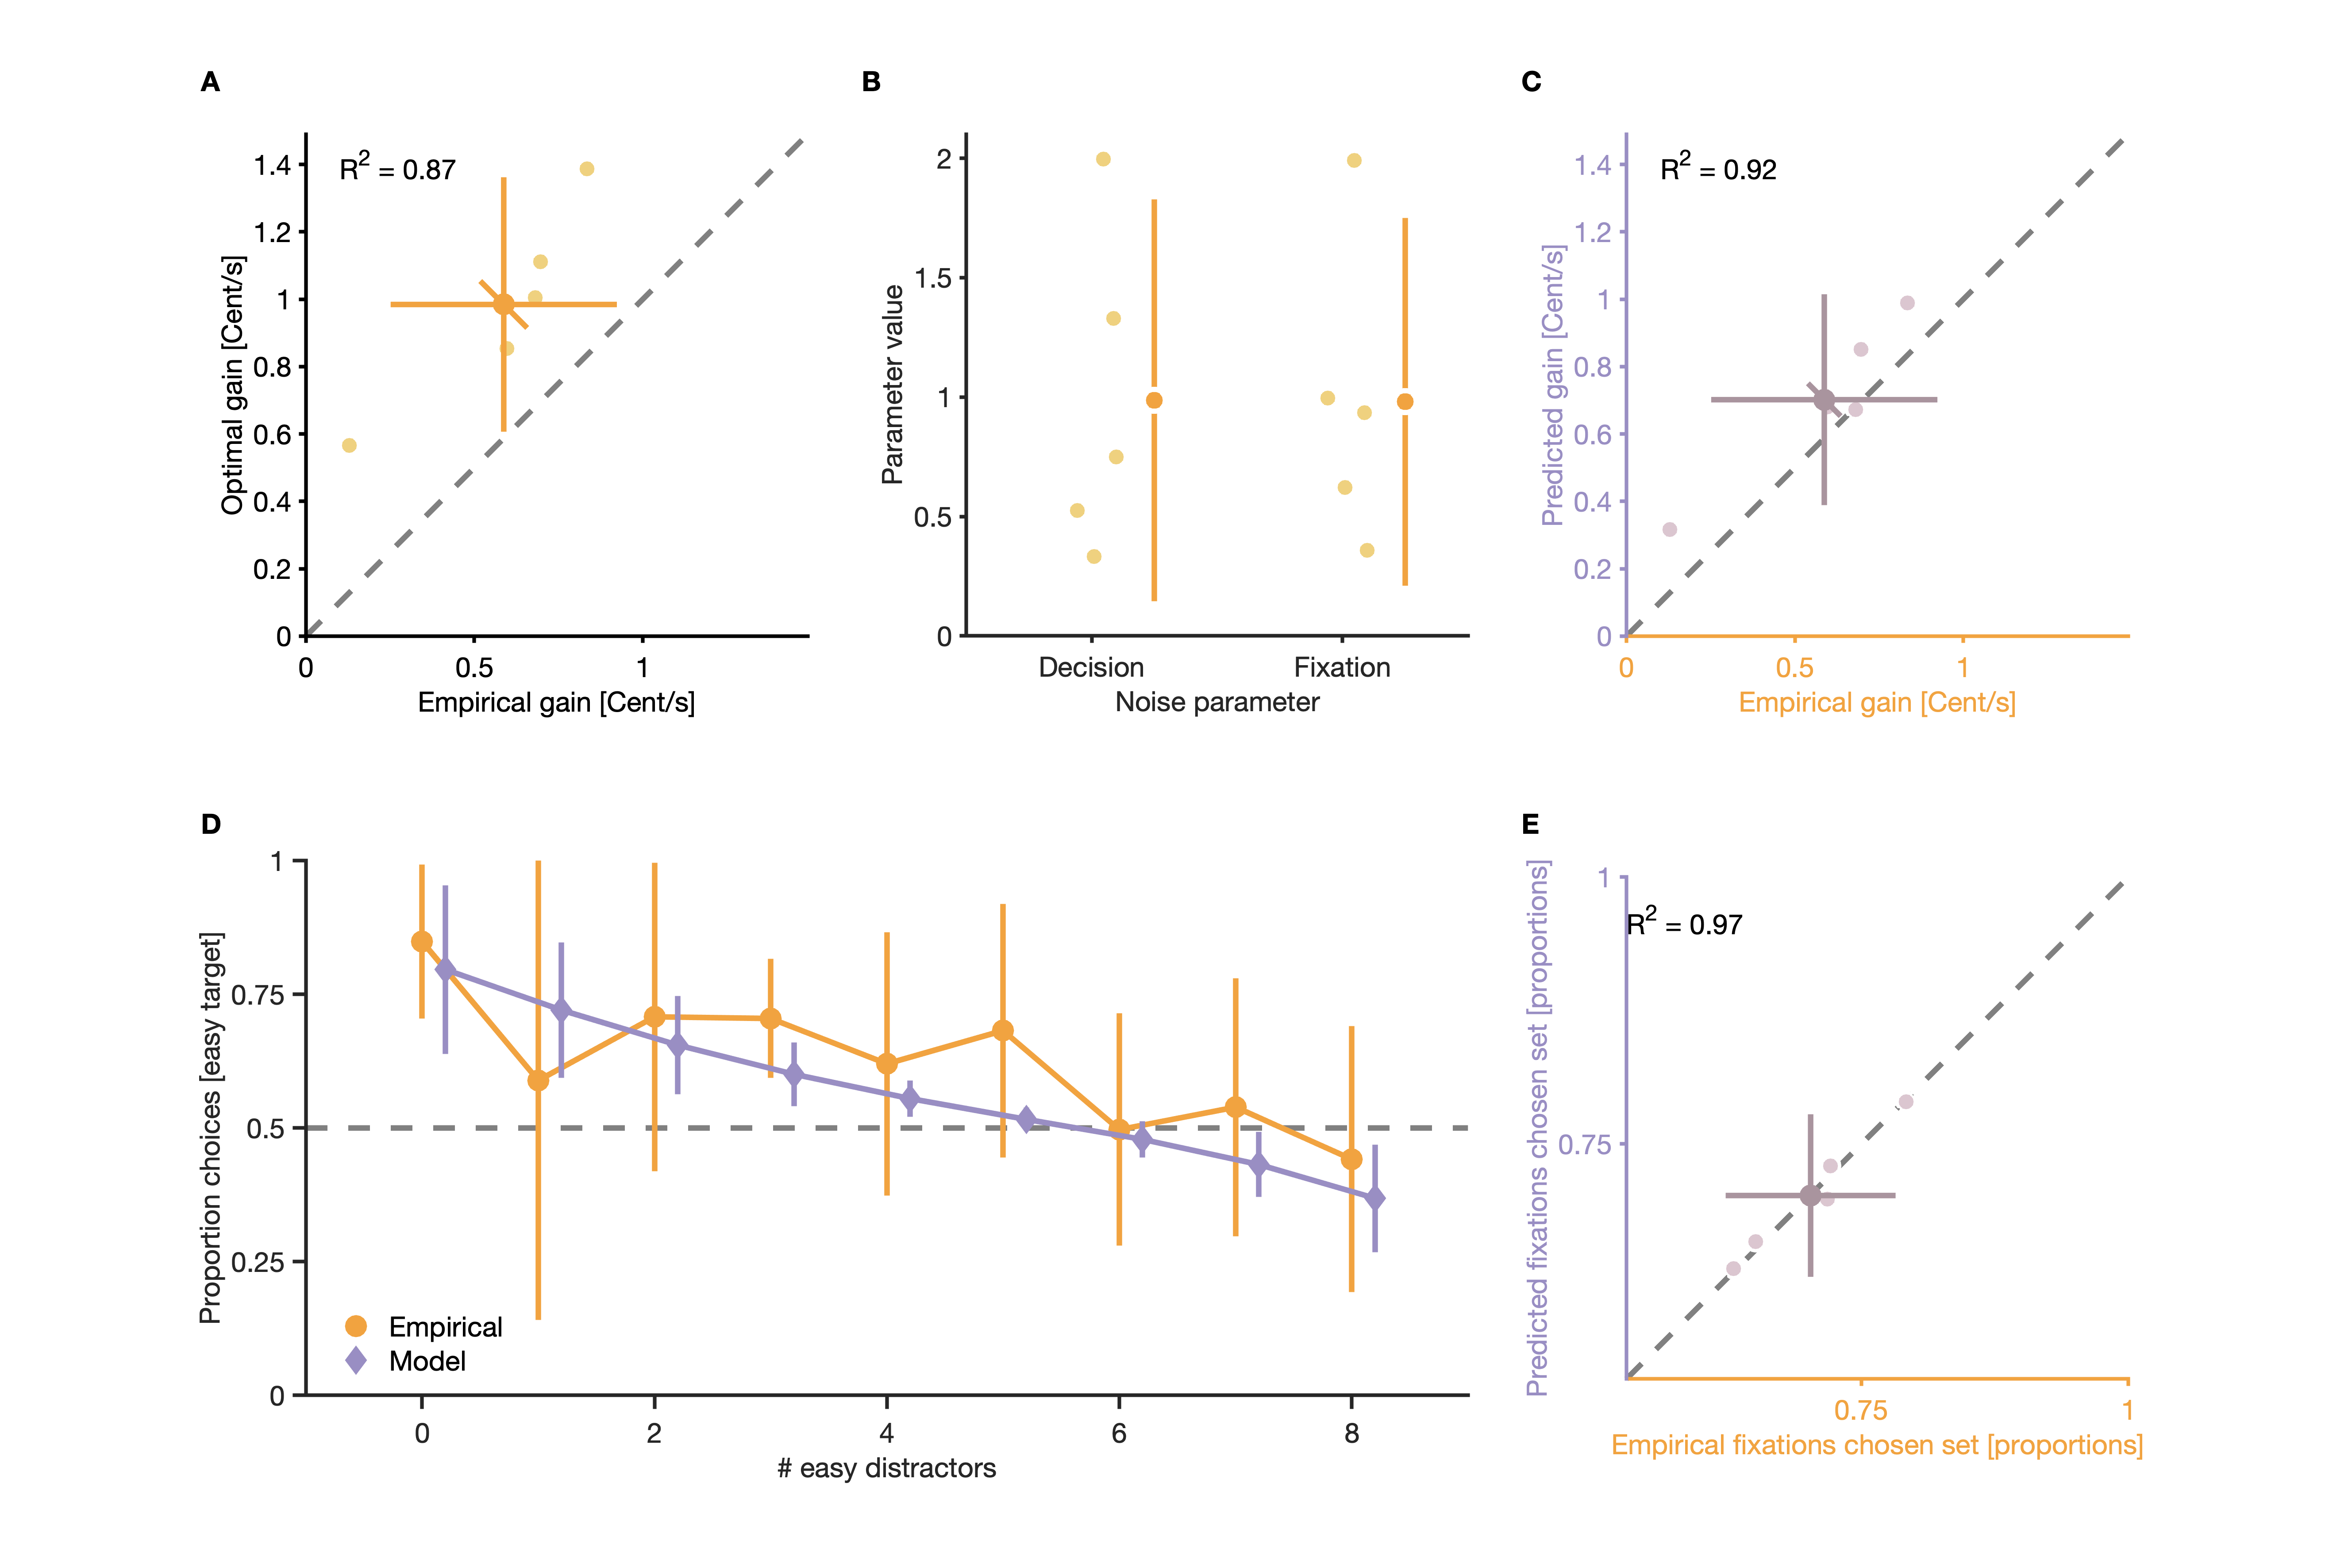 A
R² = 0.87
Optimal gain [Cent/s]
1.4
1.2
1
0.8
0.6
0.4
0.2
0
0 0.5 1
Empirical gain [Cent/s]
B
Parameter value
2
1.5
1
0.5
0
Decision Fixation
Noise parameter
C
R² = 0.92
Predicted gain [Cent/s]
1.4
1.2
1
0.8
0.6
0.4
0.2
0
0 0.5 1
Empirical gain [Cent/s]
D
Proportion choices [easy target]
1
0.75
0.5
0.25
0
Empirical
Model
0 2 4 6 8
# easy distractors
E
R² = 0.97
Predicted fixations chosen set [proportions]
1
0.75
0.75 1
Empirical fixations chosen set [proportions]